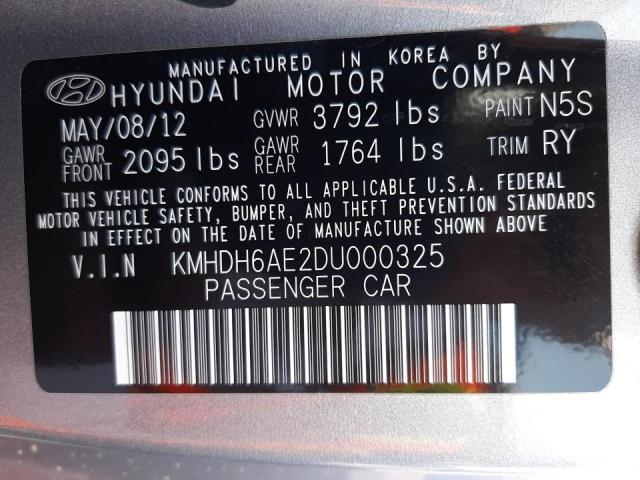 MANUFACTURED IN KOREA BY
HYUNDAI MOTOR COMPANY
MAY/08/12 GVWR 3792 lbs PAINT N5S
GAWR FRONT 2095 lbs GAWR REAR 1764 lbs TRIM RY
THIS VEHICLE CONFORMS TO ALL APPLICABLE U.S.A. FEDERAL
MOTOR VEHICLE SAFETY, BUMPER, AND THEFT PREVENTION STANDARDS
IN EFFECT ON THE DATE OF MANUFACTURE SHOWN ABOVE
V.I.N KMHDH6AE2DU000325
PASSENGER CAR